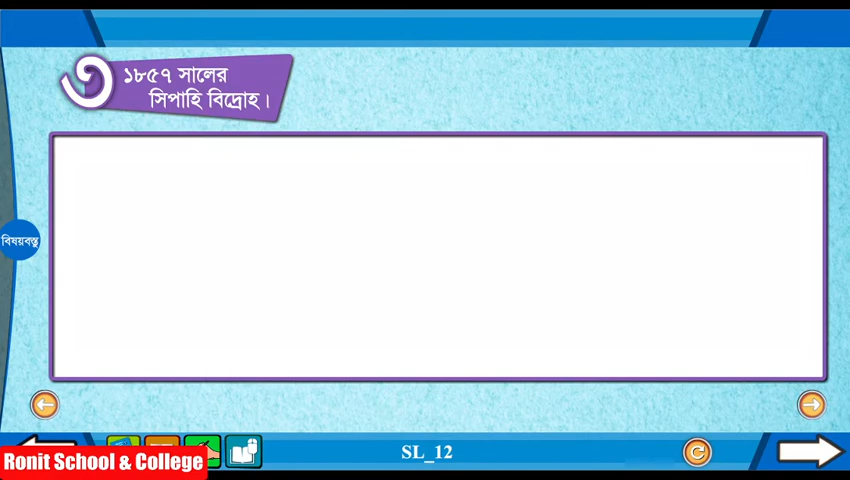 ৩
১৮৫৭ সালের
সিপাহি বিদ্রোহ।
বিষয়বস্তু
SL_12
Ronit School & College